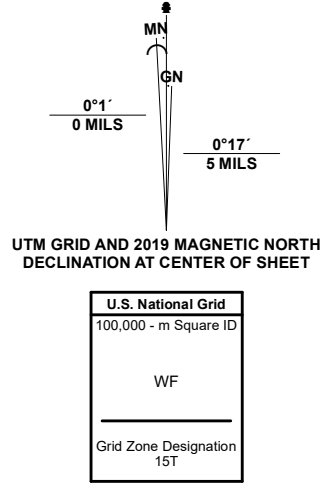 MN
GN
0°1´
0 MILS
0°17´
5 MILS
UTM GRID AND 2019 MAGNETIC NORTH
DECLINATION AT CENTER OF SHEET
U.S. National Grid
100,000 - m Square ID
WF
Grid Zone Designation
15T